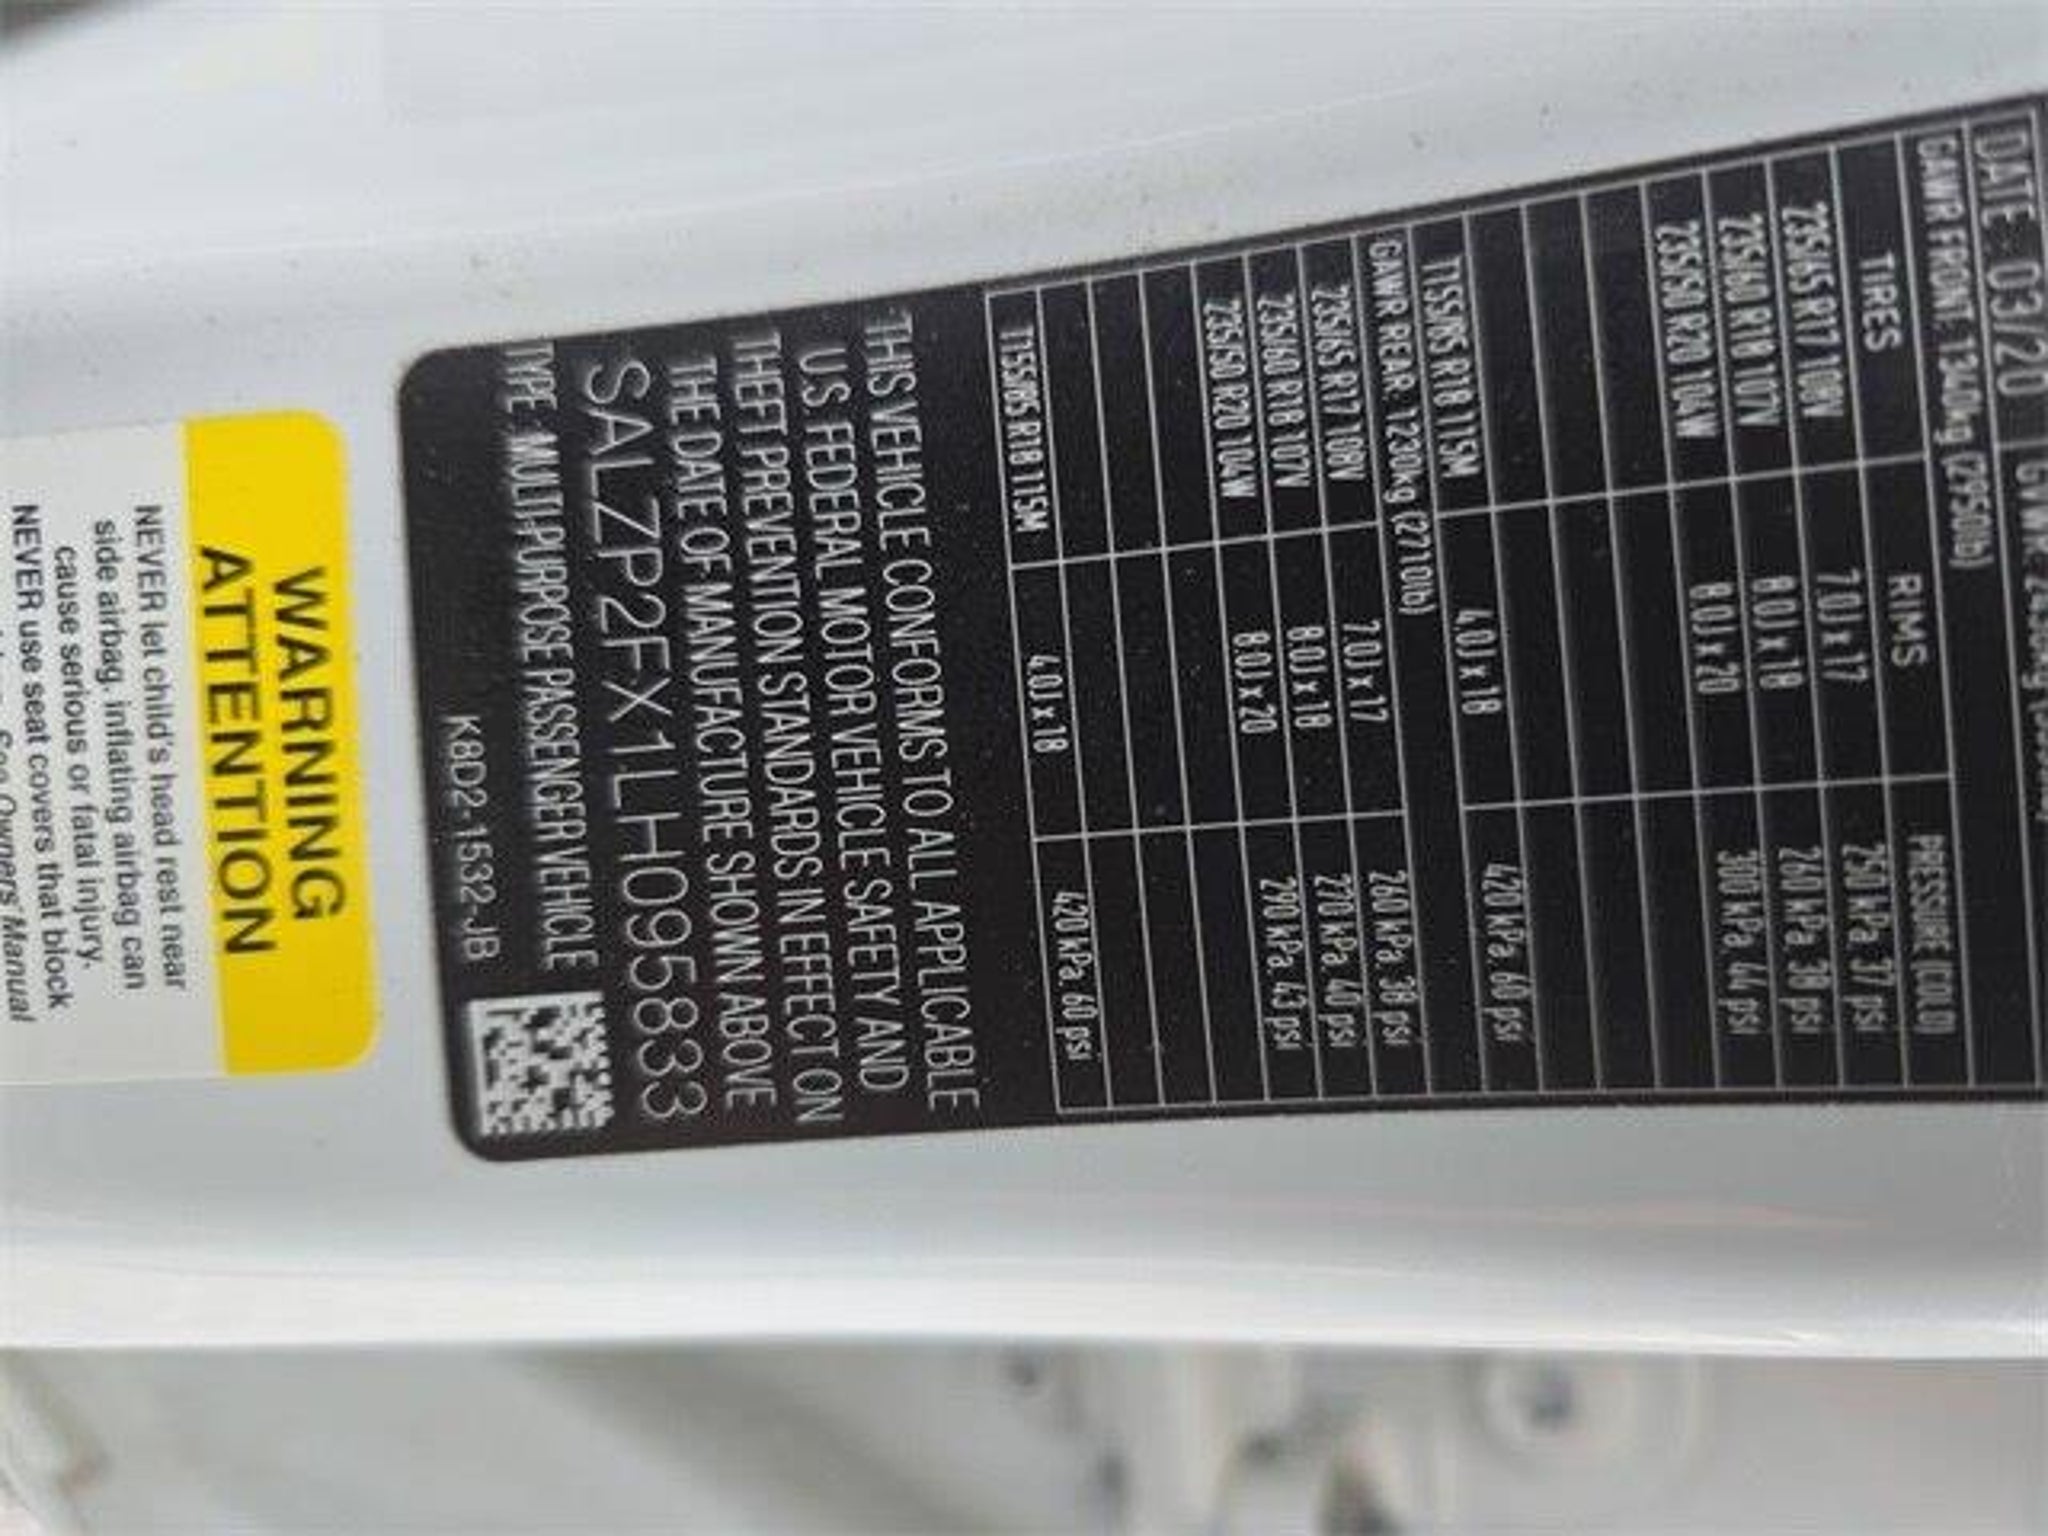 DATE: 03/20 GVWR:
GAWR FRONT: 1340kg (2950lb)
TIRES RIMS PRESSURE (COLD)
235/65 R17 108V 7.0J x 17 250 kPa, 37 psi
235/60 R18 107V 8.0J x 18 260 kPa, 38 psi
235/50 R20 104W 8.0J x 20 300 kPa, 44 psi
T155/85 R18 115M 4.0J x 18 420 kPa, 60 psi
GAWR REAR: 1230kg (2710lb)
235/65 R17 108V 7.0J x 17 260 kPa, 38 psi
235/60 R18 107V 8.0J x 18 270 kPa, 40 psi
235/50 R20 104W 8.0J x 20 290 kPa, 43 psi
T155/85 R18 115M 4.0J x 18 420 kPa, 60 psi
THIS VEHICLE CONFORMS TO ALL APPLICABLE
U.S. FEDERAL MOTOR VEHICLE SAFETY AND
THEFT PREVENTION STANDARDS IN EFFECT ON
THE DATE OF MANUFACTURE SHOWN ABOVE
SALZP2FX1LH095833
TYPE: MULTIPURPOSE PASSENGER VEHICLE
K8D2-1532-JB
WARNING
ATTENTION
NEVER let child's head rest near
side airbag. inflating airbag can
cause serious or fatal injury.
NEVER use seat covers that block
See Owners Manual